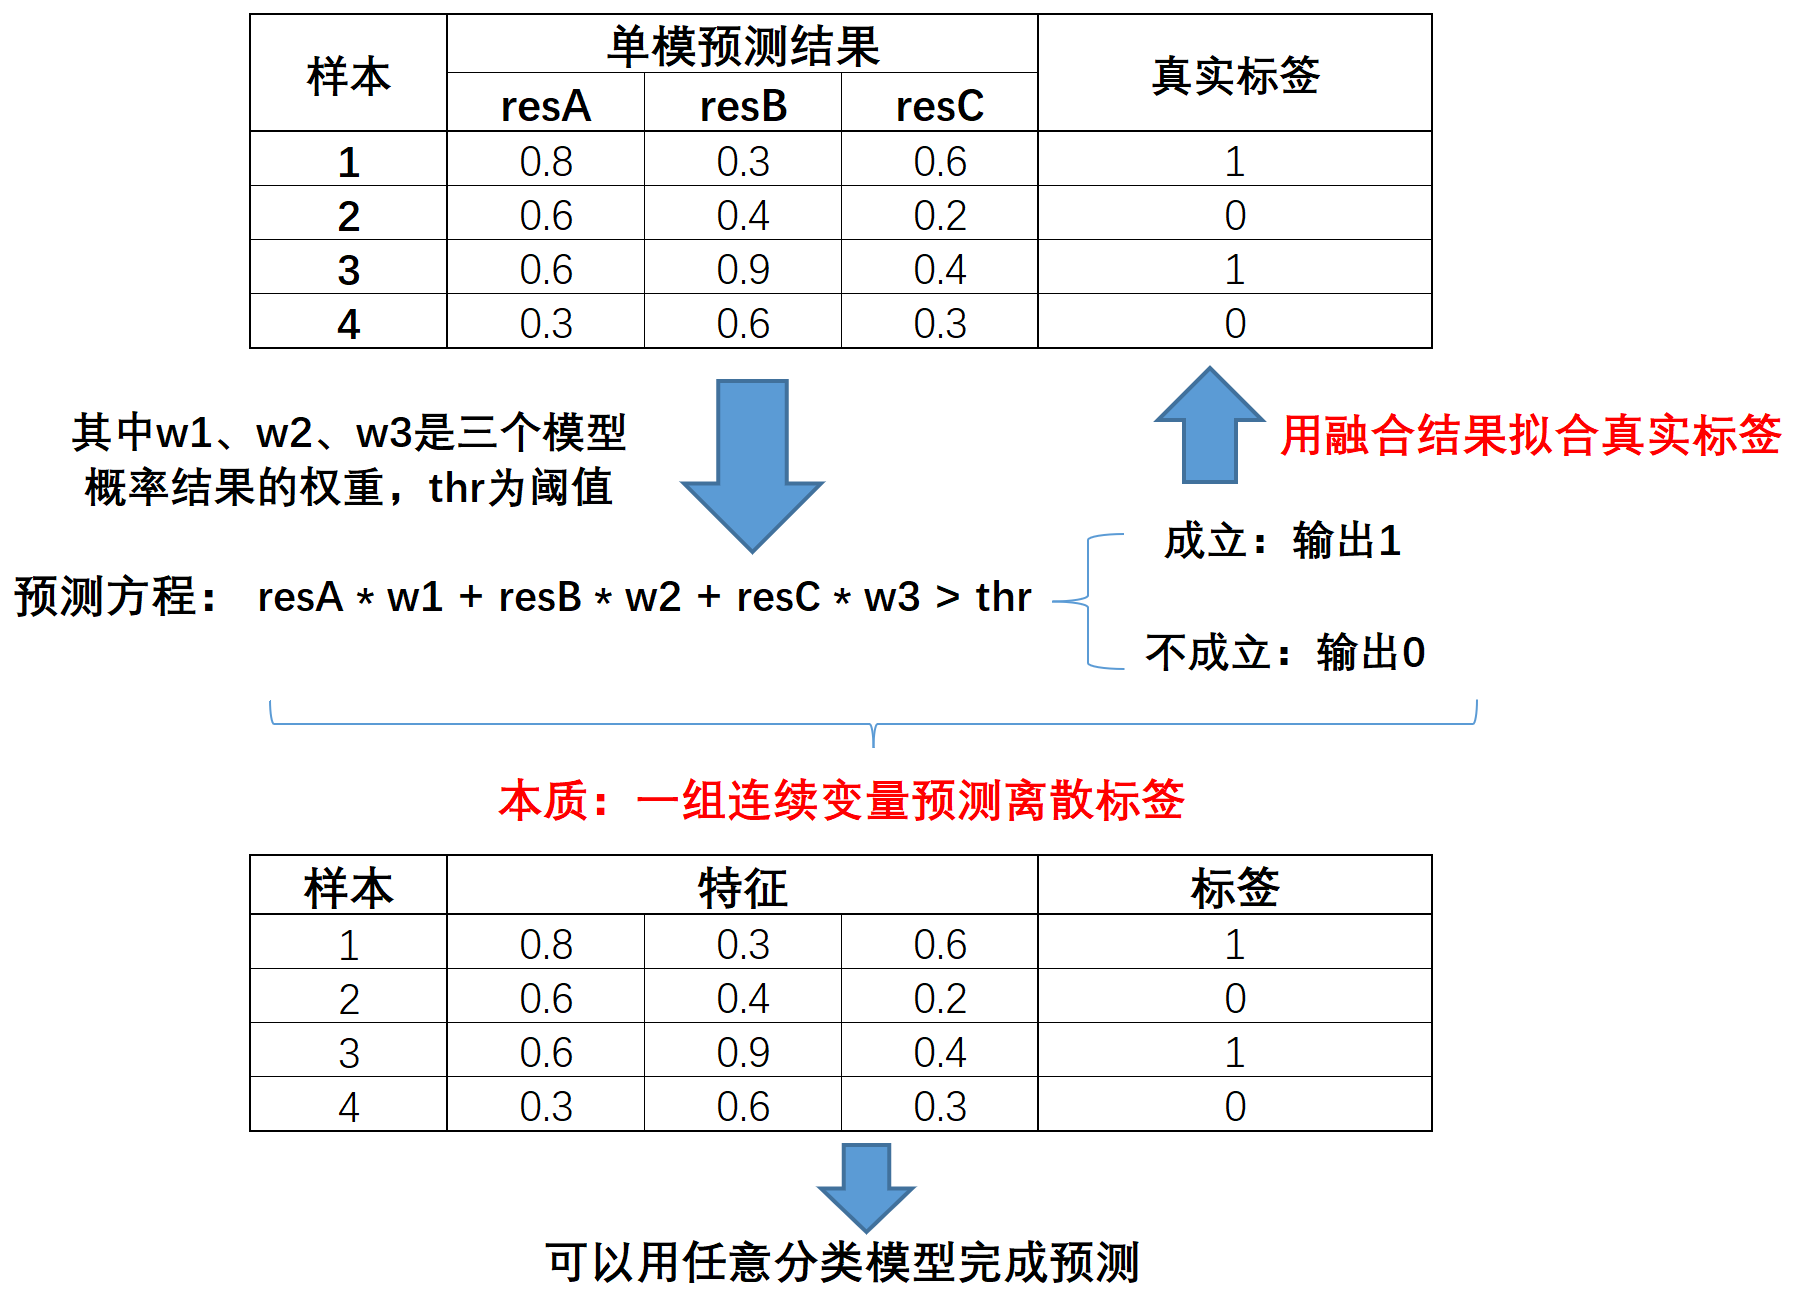 样本 单模预测结果 真实标签
resA resB resC
1 0.8 0.3 0.6 1
2 0.6 0.4 0.2 0
3 0.6 0.9 0.4 1
4 0.3 0.6 0.3 0
其中w1、w2、w3是三个模型
概率结果的权重，thr为阈值
用融合结果拟合真实标签
成立：输出1
预测方程： resA * w1 + resB * w2 + resC * w3 > thr
不成立：输出0
本质：一组连续变量预测离散标签
样本 特征 标签
1 0.8 0.3 0.6 1
2 0.6 0.4 0.2 0
3 0.6 0.9 0.4 1
4 0.3 0.6 0.3 0
可以用任意分类模型完成预测